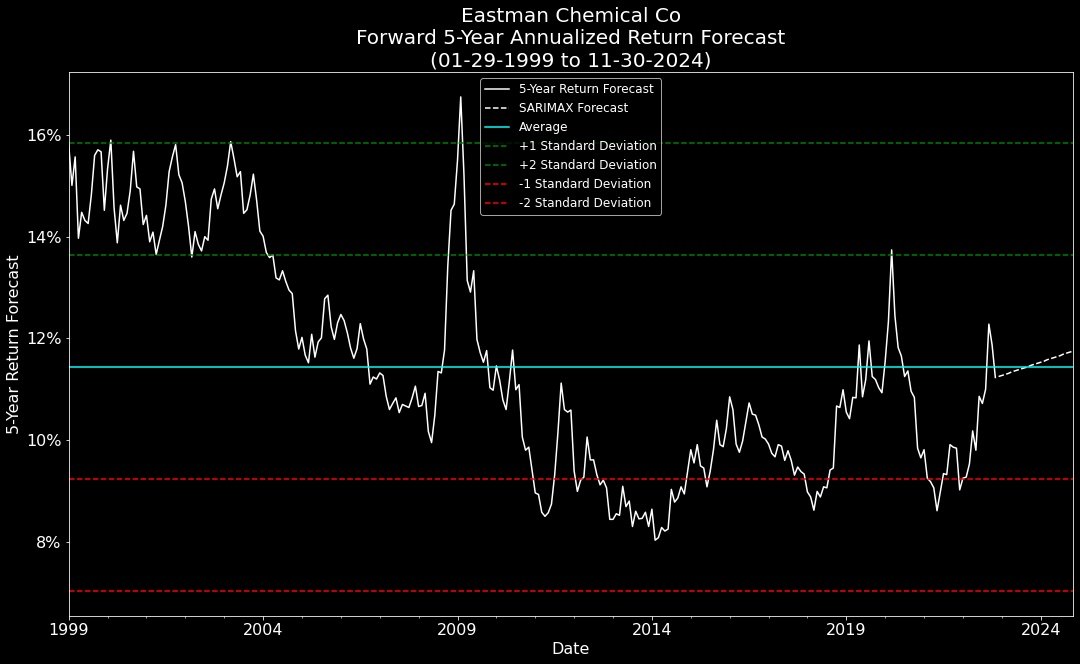 Eastman Chemical Co
Forward 5-Year Annualized Return Forecast
(01-29-1999 to 11-30-2024)
5-Year Return Forecast
SARIMAX Forecast
Average
+1 Standard Deviation
+2 Standard Deviation
-1 Standard Deviation
-2 Standard Deviation
5-Year Return Forecast
16%
14%
12%
10%
8%
1999
2004
2009
2014
2019
2024
Date